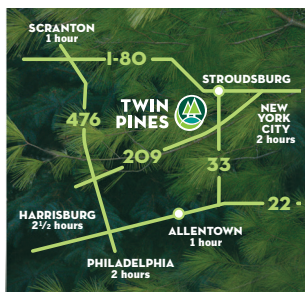 SCRANTON
1 hour
I-80
STROUDSBURG
TWIN
PINES
476
NEW
YORK
CITY
2 hours
209
33
HARRISBURG
2½ hours
22
ALLENTOWN
1 hour
PHILADELPHIA
2 hours